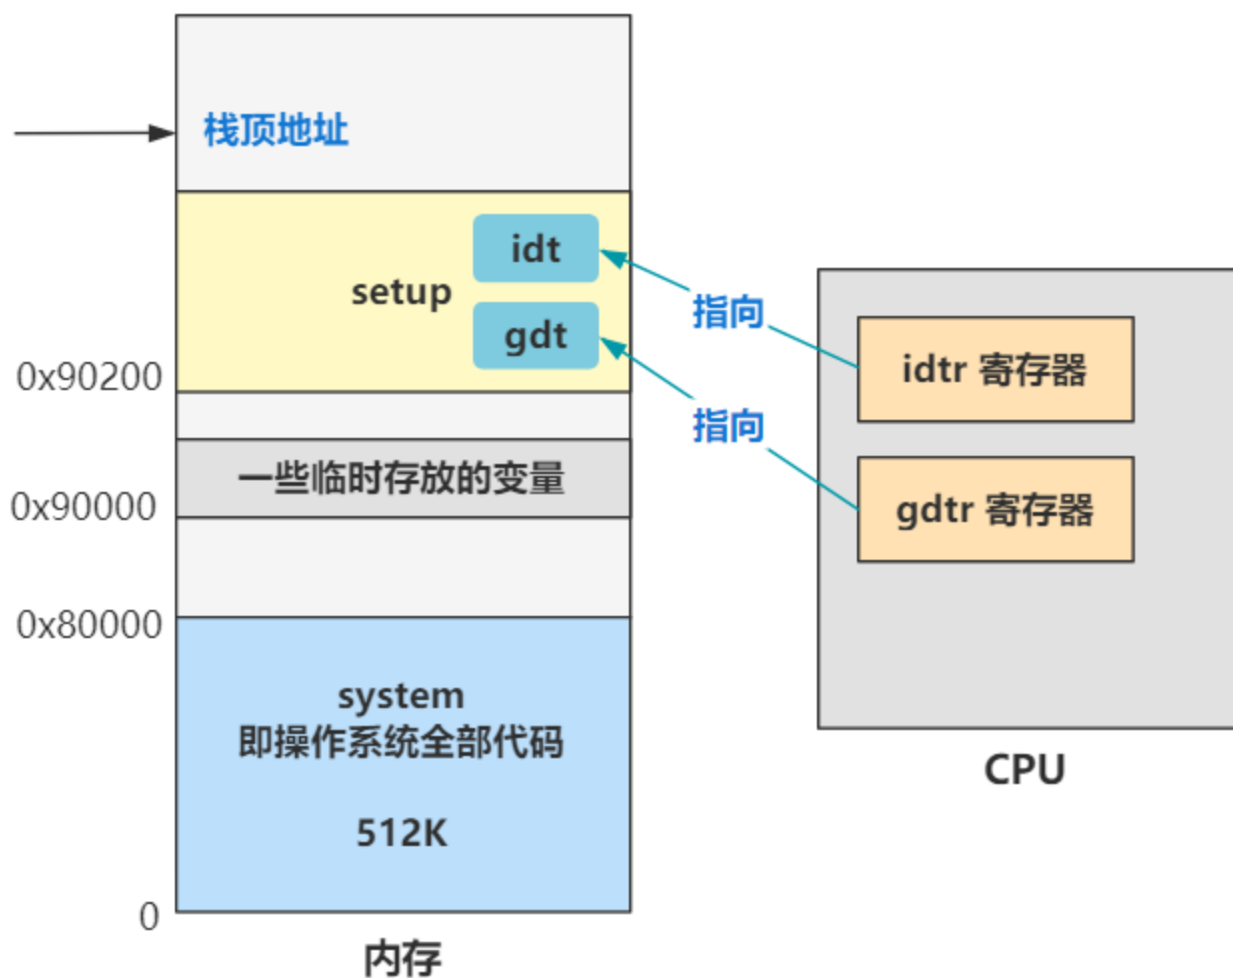 栈顶地址
idt
setup
gdt
0x90200
一些临时存放的变量
0x90000
0x80000
system
即操作系统全部代码
512K
0
内存
指向
指向
idtr 寄存器
gdtr 寄存器
CPU